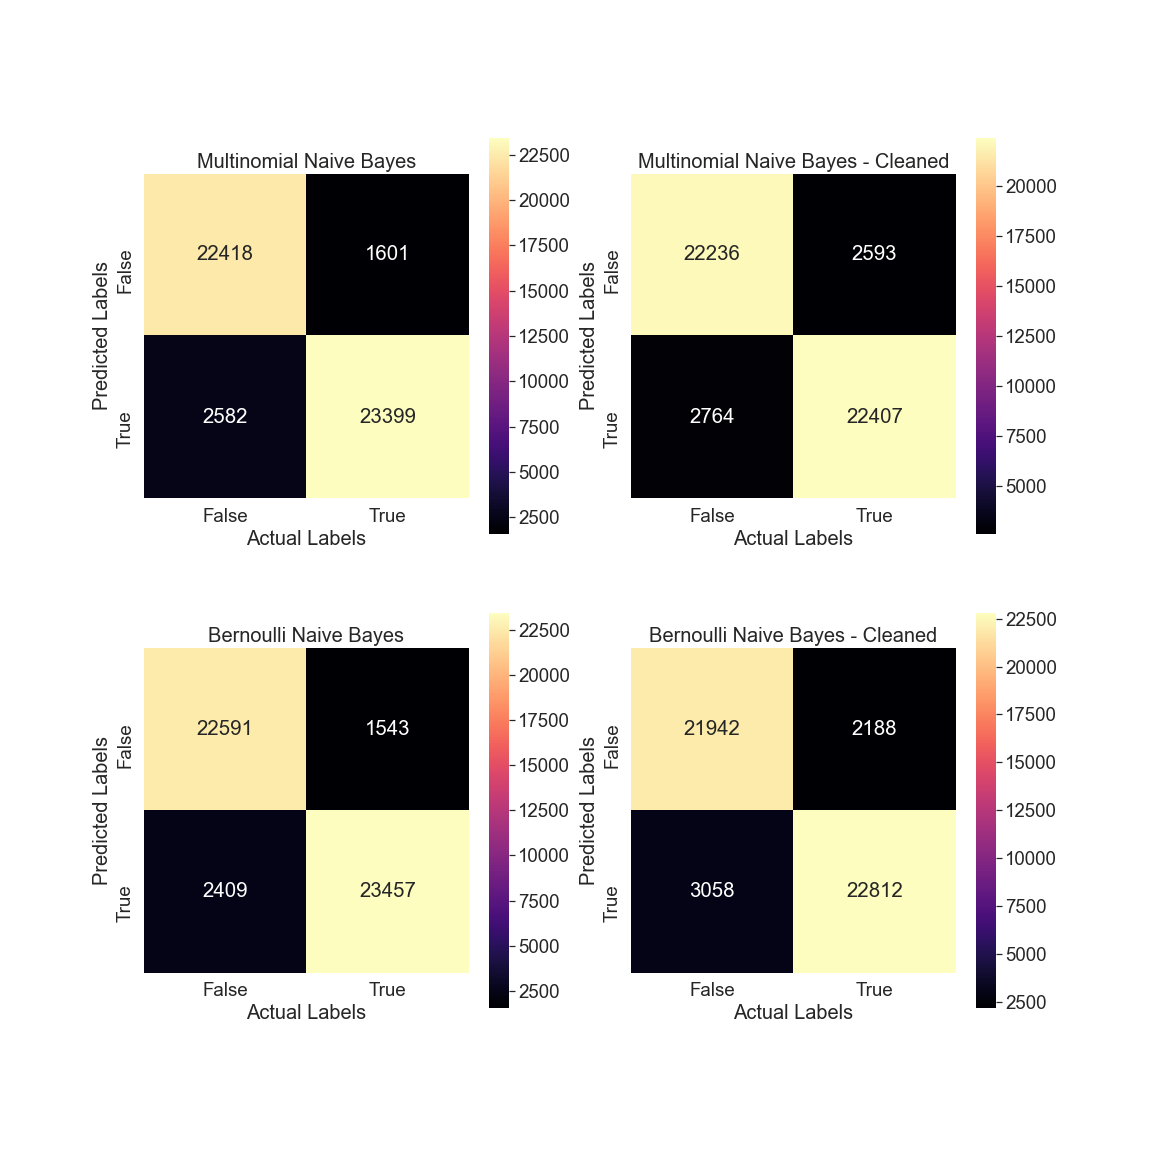 Multinomial Naive Bayes
22418 1601
2582 23399
False True
Actual Labels
False
True
Predicted Labels
22500
20000
17500
15000
12500
10000
7500
5000
2500
Multinomial Naive Bayes - Cleaned
22236 2593
2764 22407
False True
Actual Labels
False
True
Predicted Labels
20000
17500
15000
12500
10000
7500
5000
Bernoulli Naive Bayes
22591 1543
2409 23457
False True
Actual Labels
False
True
Predicted Labels
22500
20000
17500
15000
12500
10000
7500
5000
2500
Bernoulli Naive Bayes - Cleaned
21942 2188
3058 22812
False True
Actual Labels
False
True
Predicted Labels
22500
20000
17500
15000
12500
10000
7500
5000
2500